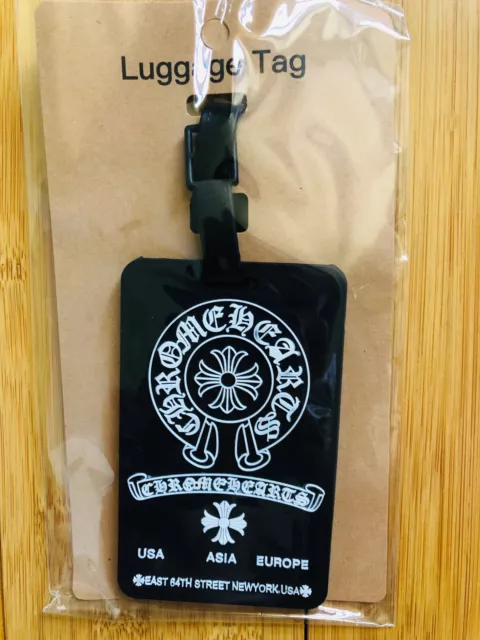 Luggage Tag
CHROMEHEARTS
CHROMEHEARTS
USA ASIA EUROPE
EAST 64TH STREET NEWYORK.USA